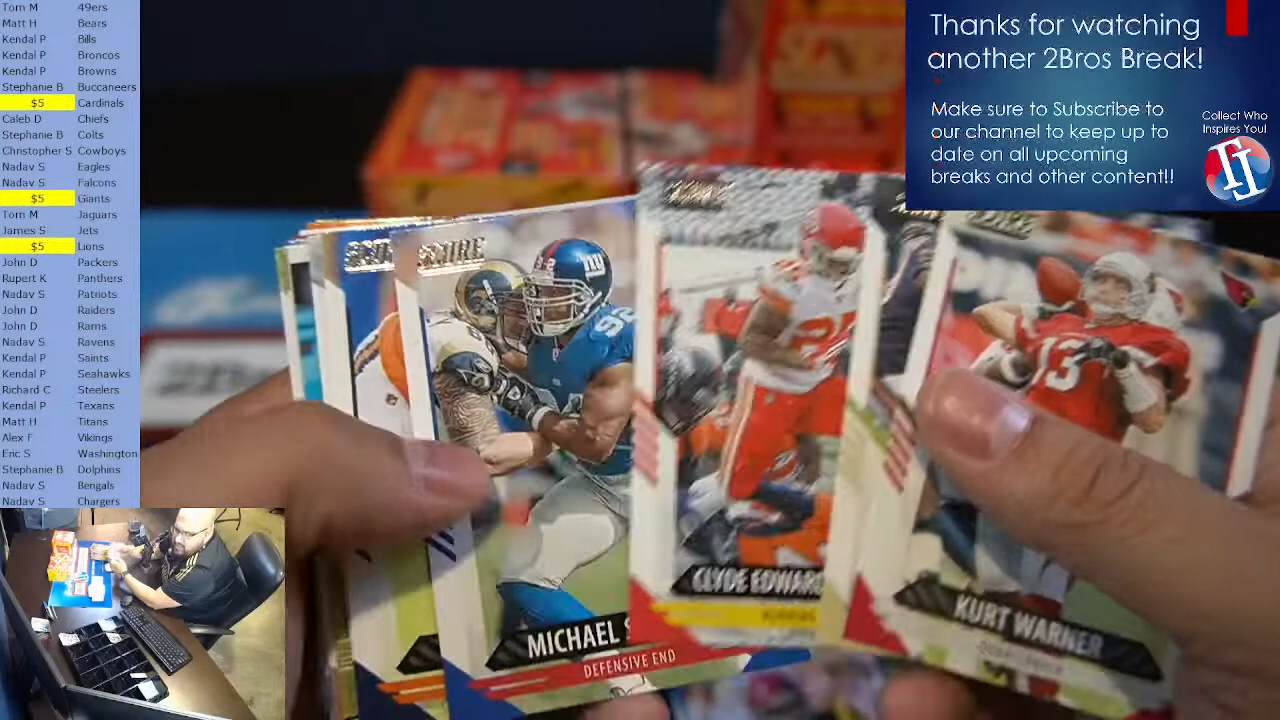 Tom M 49ers
Matt H Bears
Kendal P Bills
Kendal P Broncos
Kendal P Browns
Stephanie B Buccaneers
$5 Cardinals
Caleb D Chiefs
Stephanie B Colts
Christopher S Cowboys
Nadav S Eagles
Nadav S Falcons
$5 Giants
Tom M Jaguars
James S Jets
$5 Lions
John D Packers
Rupert K Panthers
Nadav S Patriots
John D Raiders
John D Rams
Nadav S Ravens
Kendal P Saints
Kendal P Seahawks
Richard C Steelers
Kendal P Texans
Matt H Titans
Alex F Vikings
Eric S Washington
Stephanie B Dolphins
Nadav S Bengals
Nadav S Chargers
Thanks for watching
another 2Bros Break!
Make sure to Subscribe to
our channel to keep up to
date on all upcoming
breaks and other content!!
Collect Who
Inspires You!
SCORE
ny
92
MICHAEL
DEFENSIVE END
CLYDE EDWARD
13
KURT WARNER